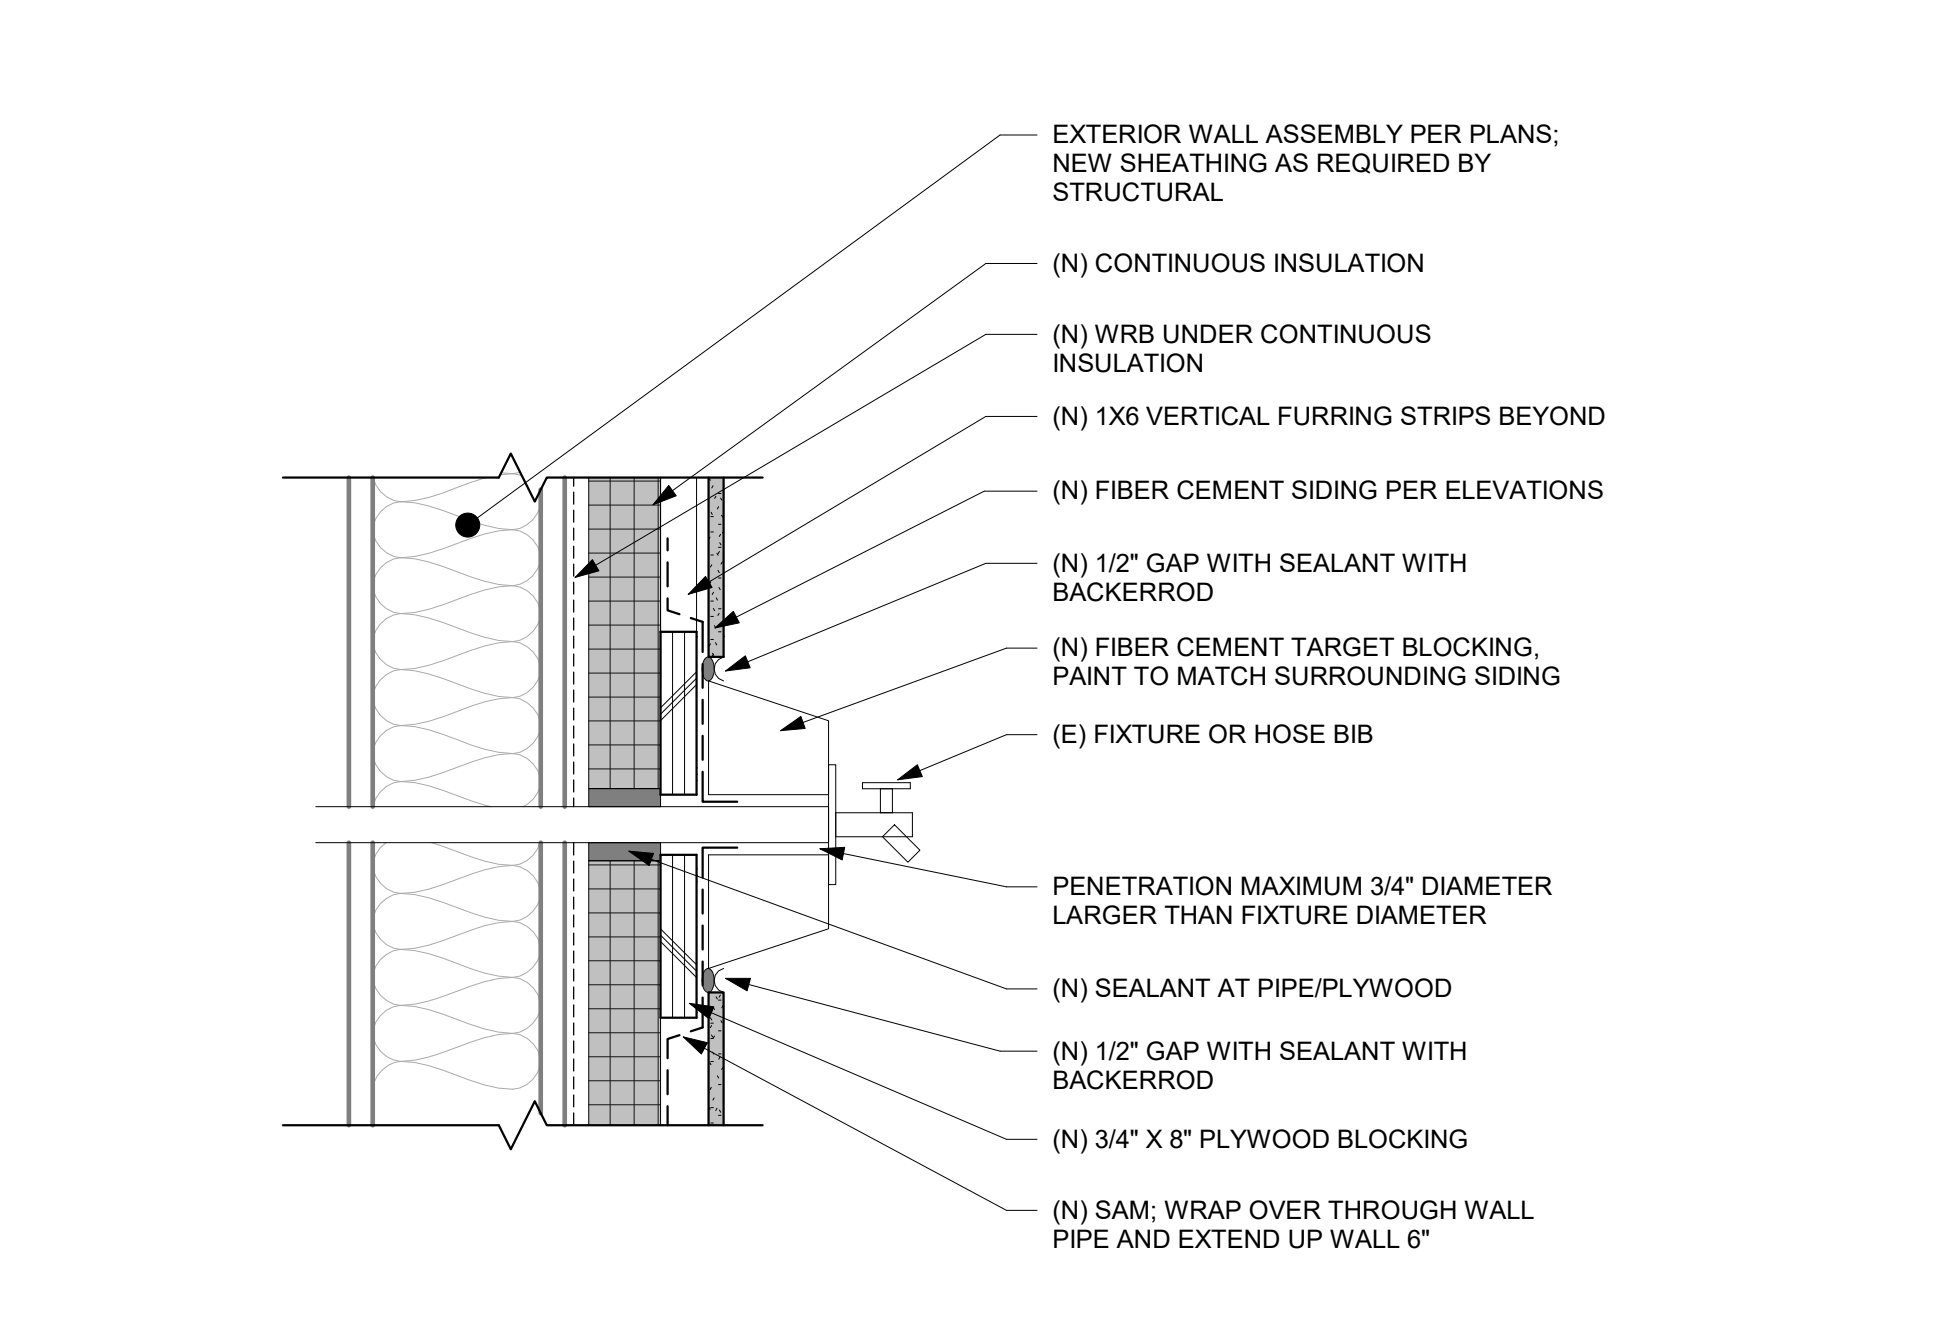 EXTERIOR WALL ASSEMBLY PER PLANS;
NEW SHEATHING AS REQUIRED BY
STRUCTURAL
(N) CONTINUOUS INSULATION
(N) WRB UNDER CONTINUOUS
INSULATION
(N) 1X6 VERTICAL FURRING STRIPS BEYOND
(N) FIBER CEMENT SIDING PER ELEVATIONS
(N) 1/2" GAP WITH SEALANT WITH
BACKERROD
(N) FIBER CEMENT TARGET BLOCKING,
PAINT TO MATCH SURROUNDING SIDING
(E) FIXTURE OR HOSE BIB
PENETRATION MAXIMUM 3/4" DIAMETER
LARGER THAN FIXTURE DIAMETER
(N) SEALANT AT PIPE/PLYWOOD
(N) 1/2" GAP WITH SEALANT WITH
BACKERROD
(N) 3/4" X 8" PLYWOOD BLOCKING
(N) SAM; WRAP OVER THROUGH WALL
PIPE AND EXTEND UP WALL 6"